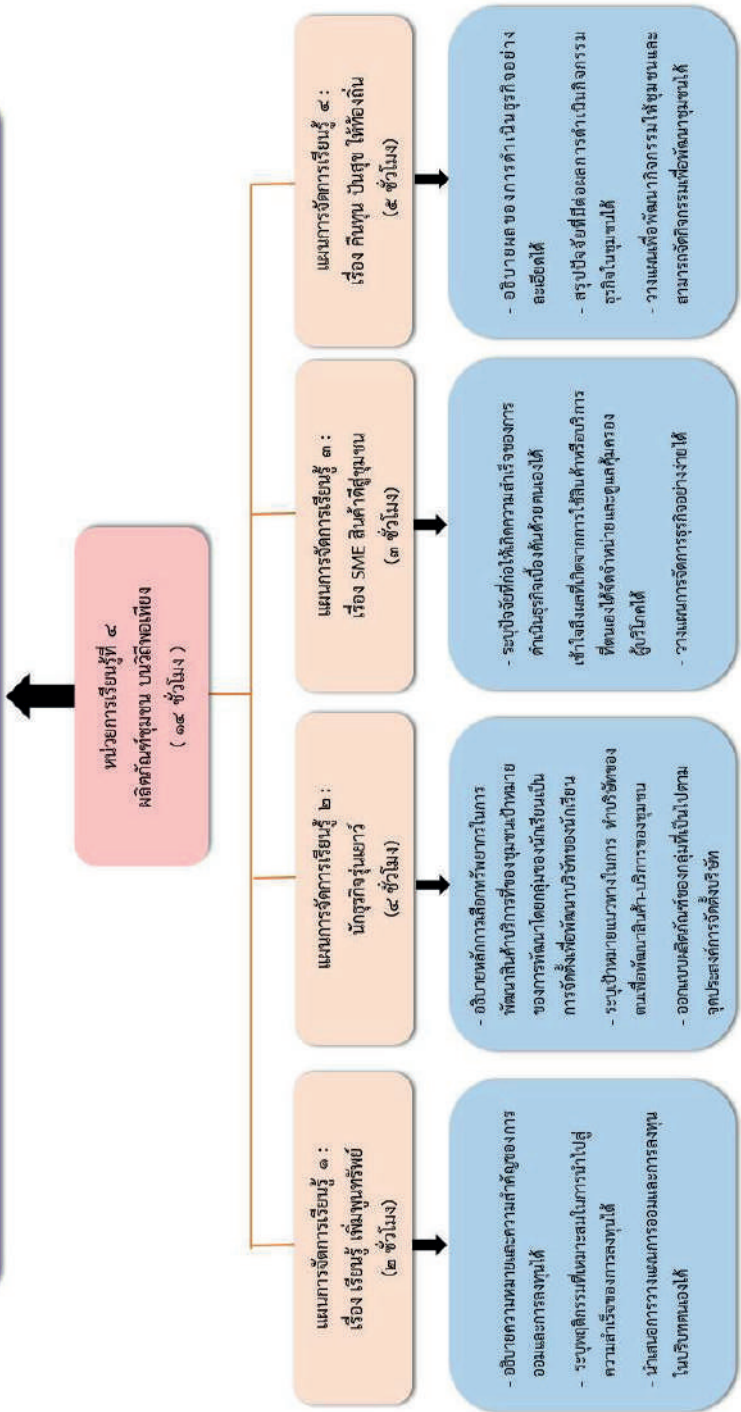 หน่วยการเรียนรู้ที่ ๔
ผลิตภัณฑ์ชุมชน บนวิถีพอเพียง
( ๑๔ ชั่วโมง )
แผนการจัดการเรียนรู้ ๑ :
เรื่อง เรียนรู้ เพิ่มพูนทรัพย์
(๒ ชั่วโมง)
- อธิบายความหมายและความสำคัญของการ
ออมและการลงทุนได้
- ระบุพฤติกรรมที่เหมาะสมในการนำไปสู่
ความสำเร็จของการลงทุนได้
- นำเสนอการวางแผนการออมและการลงทุน
ในบริบทตนเองได้
แผนการจัดการเรียนรู้ ๒ :
นักธุรกิจรุ่นเยาว์
(๔ ชั่วโมง)
- อธิบายหลักการเลือกทรัพยากรในการ
พัฒนาสินค้าบริการที่ของชุมชนเป้าหมาย
ของการพัฒนาโดยกลุ่มของนักเรียนเป็น
การจัดตั้งเพื่อพัฒนาบริษัทของนักเรียน
- ระบุเป้าหมายแนวทางในการ ทำบริษัทของ
ตนเพื่อพัฒนาสินค้า-บริการของชุมชน
- ออกแบบผลิตภัณฑ์ของกลุ่มที่เป็นไปตาม
จุดประสงค์การจัดตั้งบริษัท
แผนการจัดการเรียนรู้ ๓ :
เรื่อง SME สินค้าดีสู่ชุมชน
(๓ ชั่วโมง)
- ระบุปัจจัยที่ก่อให้เกิดความสำเร็จของการ
ดำเนินธุรกิจเบื้องต้นด้วยตนเองได้
เข้าใจถึงผลที่เกิดจากการใช้สินค้าหรือบริการ
ที่ตนเองได้จัดจำหน่ายและดูแลคุ้มครอง
ผู้บริโภคได้
- วางแผนการจัดการธุรกิจอย่างง่ายได้
แผนการจัดการเรียนรู้ ๔ :
เรื่อง คืนทุน ปันสุข ให้ท้องถิ่น
(๕ ชั่วโมง)
- อธิบายผลของการดำเนินธุรกิจอย่าง
ละเอียดได้
- สรุปปัจจัยที่มีต่อผลการดำเนินกิจกรรม
ธุรกิจในชุมชนได้
- วางแผนเพื่อพัฒนากิจกรรมให้ชุมชนและ
สามารถจัดกิจกรรมเพื่อพัฒนาชุมชนได้